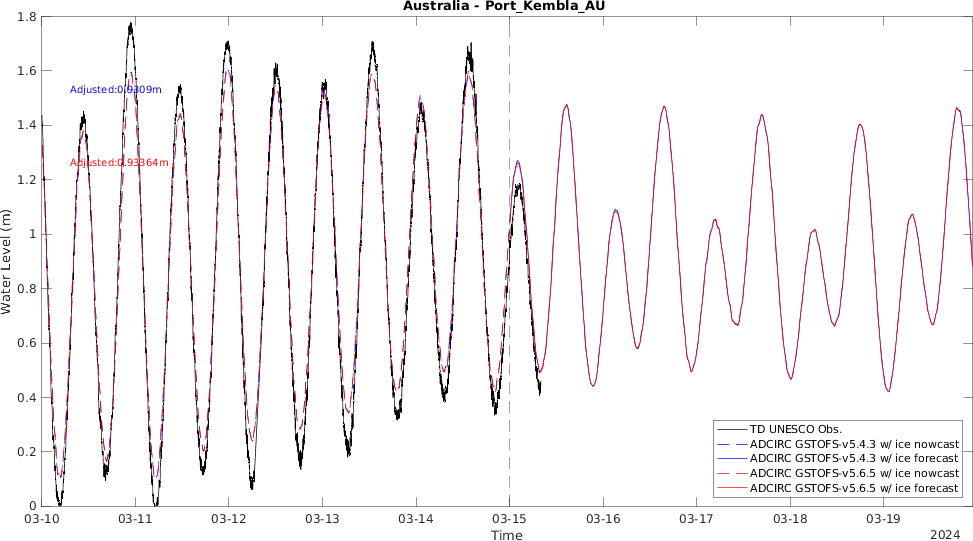 Australia - Port_Kembla_AU
1.8
1.6
1.4
1.2
1
0.8
0.6
0.4
0.2
0
Water Level (m)
Adjusted:0.9309m
Adjusted:0.93364m
TD UNESCO Obs.
ADCIRC GSTOFS-v5.4.3 w/ ice nowcast
ADCIRC GSTOFS-v5.4.3 w/ ice forecast
ADCIRC GSTOFS-v5.6.5 w/ ice nowcast
ADCIRC GSTOFS-v5.6.5 w/ ice forecast
03-10 03-11 03-12 03-13 03-14 03-15 03-16 03-17 03-18 03-19
Time
2024